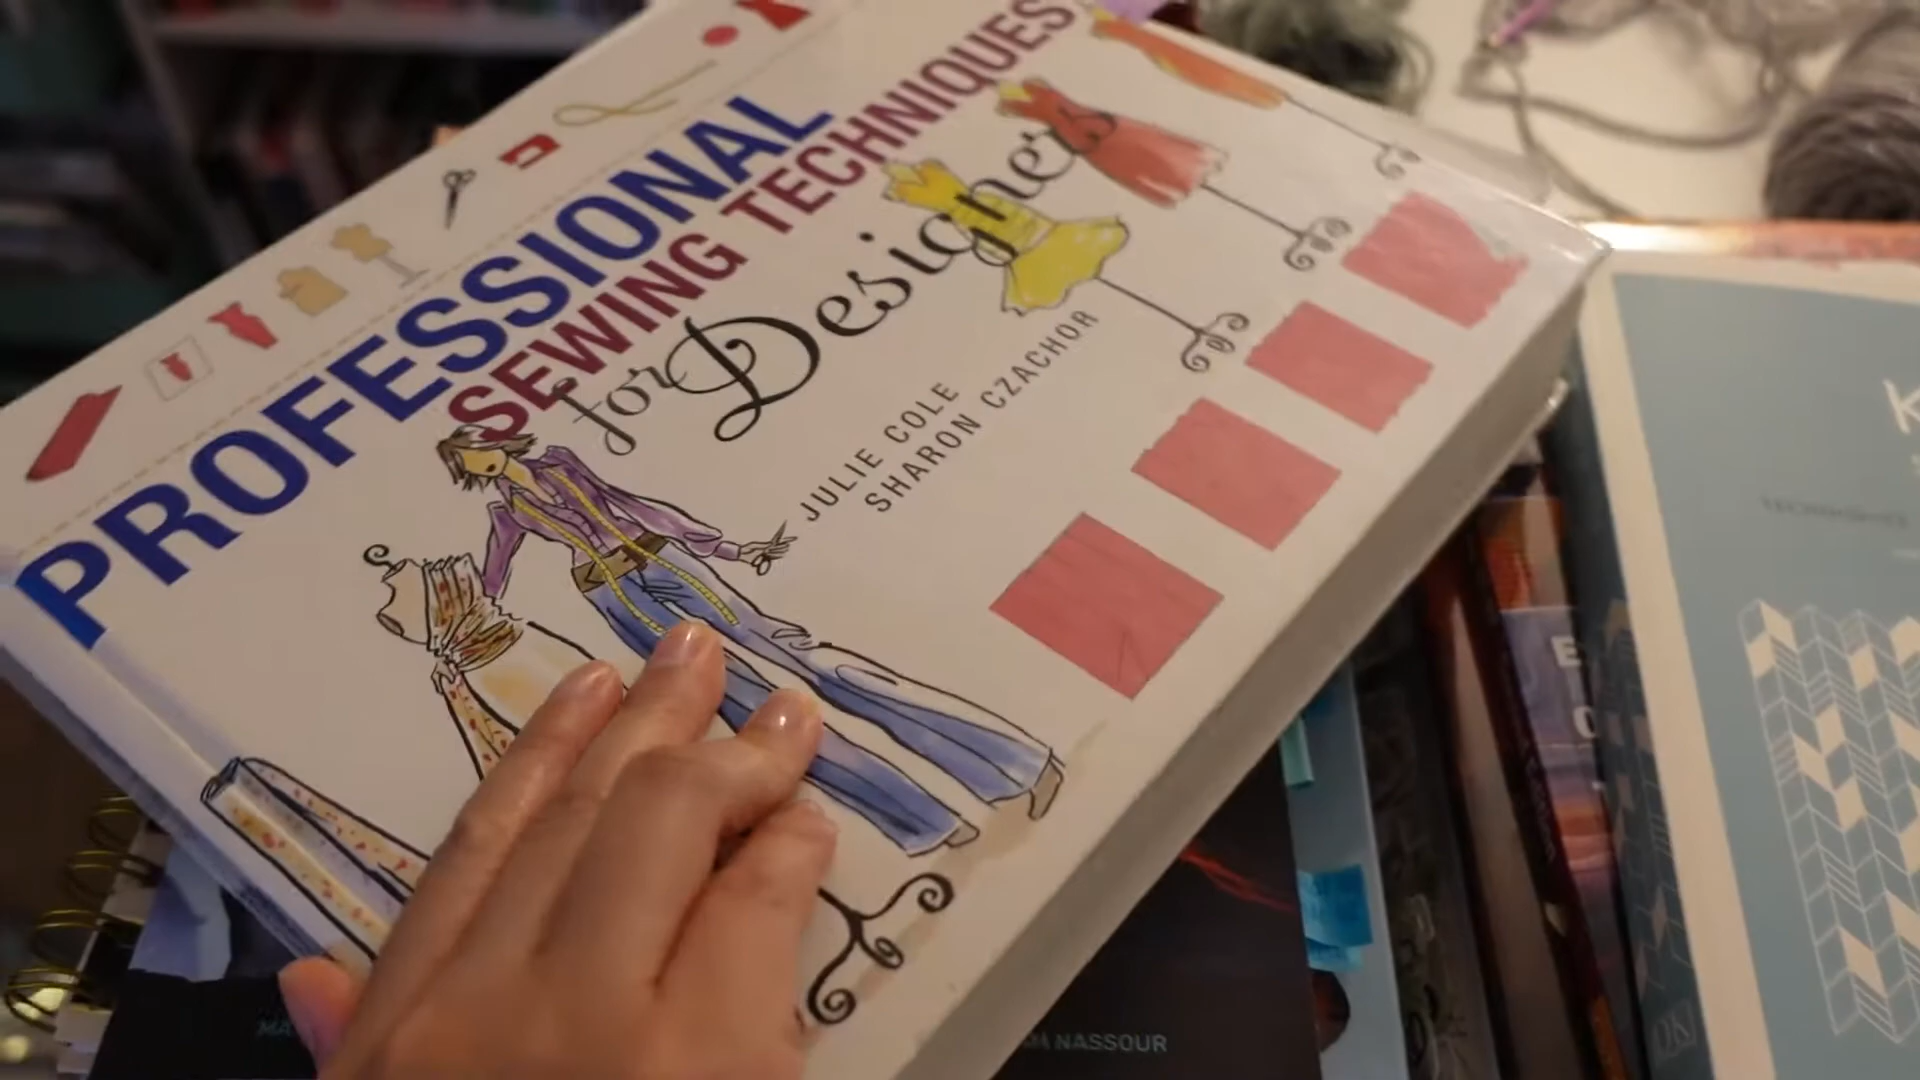 PROFESSIONAL
SEWING TECHNIQUES
for Designers
JULIE COLE
SHARON CZACHOR
NASSOUR